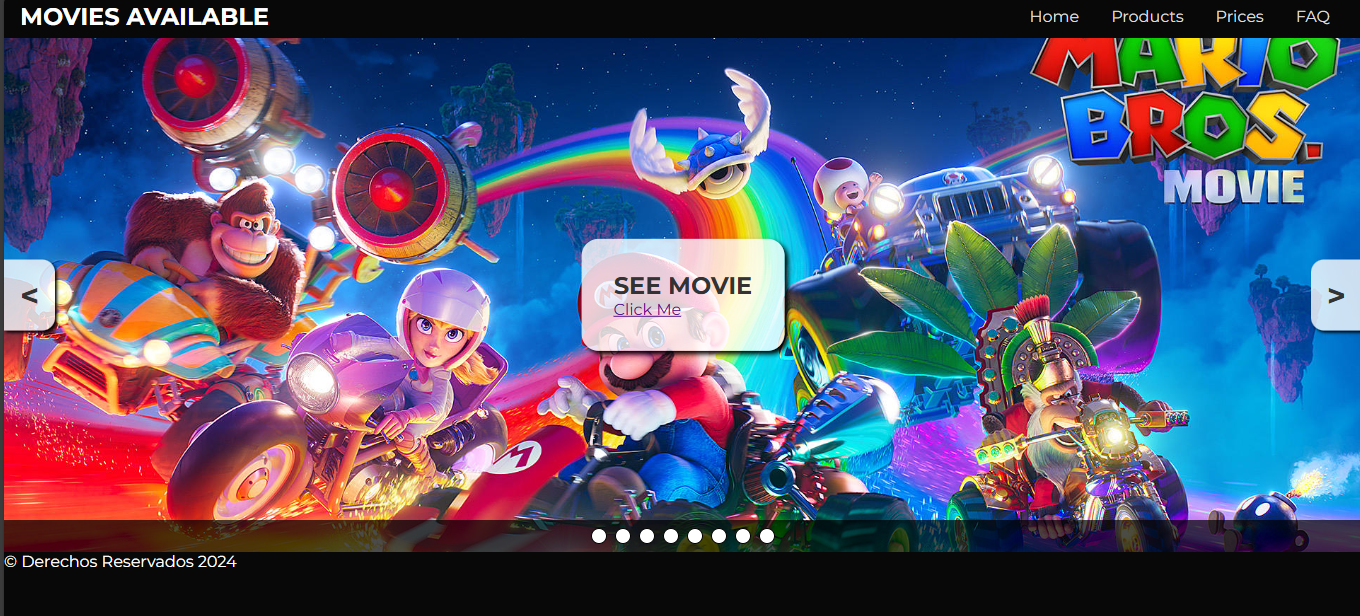 MOVIES AVAILABLE
Home Products Prices FAQ
MARIO
BROS.
MOVIE
<
SEE MOVIE
Click Me
>
M
© Derechos Reservados 2024